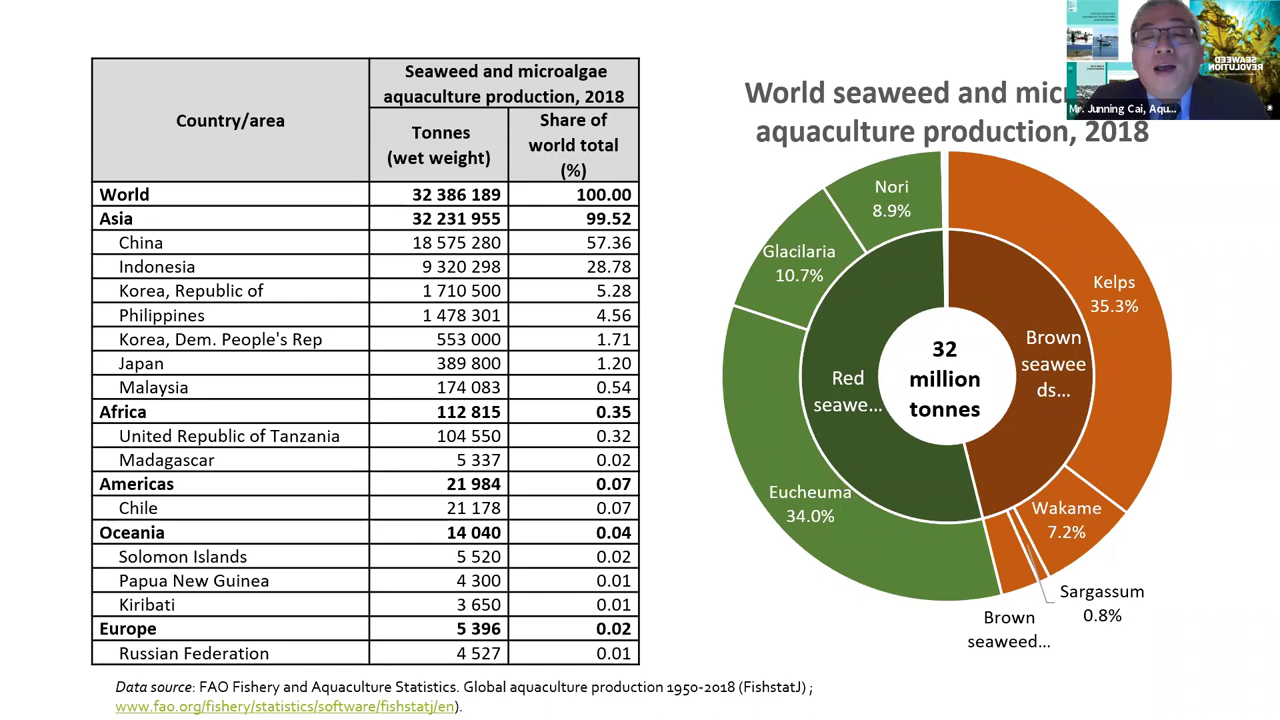 Country/area
Seaweed and microalgae
aquaculture production, 2018
Tonnes
(wet weight)
Share of
world total
(%)
World 32 386 189 100.00
Asia 32 231 955 99.52
China 18 575 280 57.36
Indonesia 9 320 298 28.78
Korea, Republic of 1 710 500 5.28
Philippines 1 478 301 4.56
Korea, Dem. People's Rep 553 000 1.71
Japan 389 800 1.20
Malaysia 174 083 0.54
Africa 112 815 0.35
United Republic of Tanzania 104 550 0.32
Madagascar 5 337 0.02
Americas 21 984 0.07
Chile 21 178 0.07
Oceania 14 040 0.04
Solomon Islands 5 520 0.02
Papua New Guinea 4 300 0.01
Kiribati 3 650 0.01
Europe 5 396 0.02
Russian Federation 4 527 0.01
Data source: FAO Fishery and Aquaculture Statistics. Global aquaculture production 1950-2018 (FishstatJ) ;
www.fao.org/fishery/statistics/software/fishstatj/en).
World seaweed and mic
aquaculture production, 2018
Nori
8.9%
Glacilaria
10.7%
Kelps
35.3%
32
million
tonnes
Brown
seawee
ds...
Red
seawe...
Eucheuma
34.0%
Wakame
7.2%
Sargassum
0.8%
Brown
seaweed...
SEAWEED
REVOLUTION
Mr. Junning Cai, Aqu...